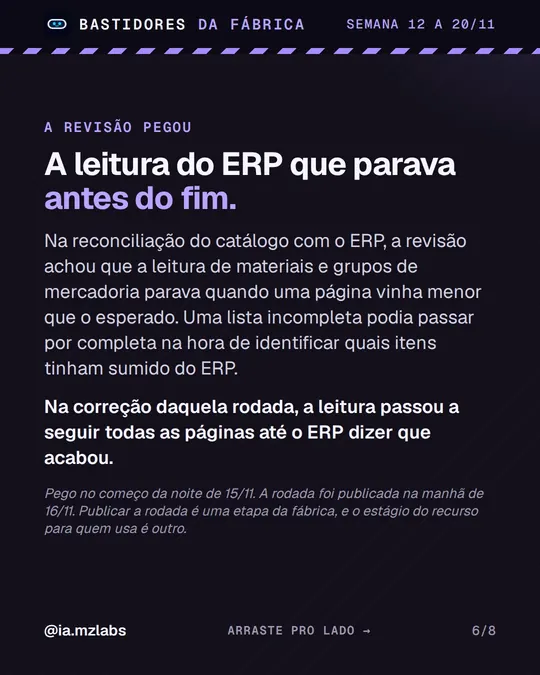 BASTIDORES DA FÁBRICA
SEMANA 12 A 20/11
A REVISÃO PEGOU
A leitura do ERP que parava
antes do fim.
Na reconciliação do catálogo com o ERP, a revisão
achou que a leitura de materiais e grupos de
mercadoria parava quando uma página vinha menor
que o esperado. Uma lista incompleta podia passar
por completa na hora de identificar quais itens
tinham sumido do ERP.
Na correção daquela rodada, a leitura passou a
seguir todas as páginas até o ERP dizer que
acabou.
Pego no começo da noite de 15/11. A rodada foi publicada na manhã de
16/11. Publicar a rodada é uma etapa da fábrica, e o estágio do recurso
para quem usa é outro.
@ia.mzlabs
ARRASTE PRO LADO →
6/8